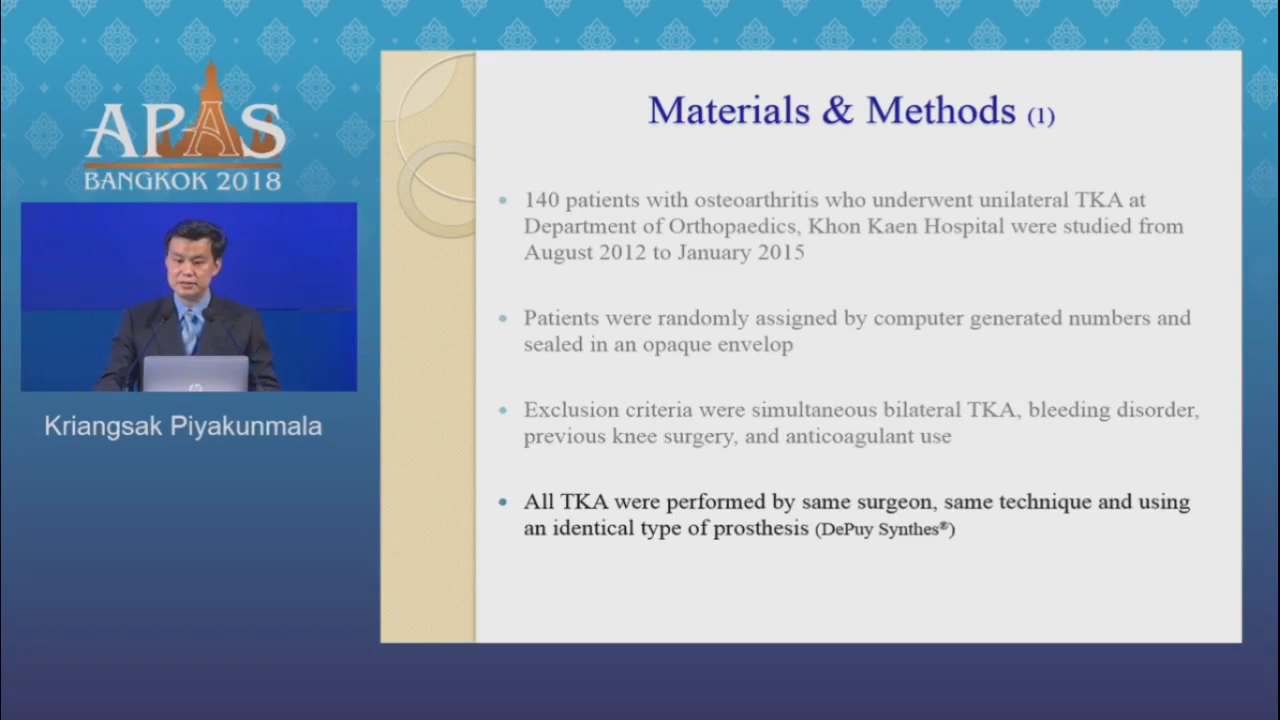 APAS
BANGKOK 2018
Kriangsak Piyakunmala
Materials & Methods (1)
• 140 patients with osteoarthritis who underwent unilateral TKA at
Department of Orthopaedics, Khon Kaen Hospital were studied from
August 2012 to January 2015
• Patients were randomly assigned by computer generated numbers and
sealed in an opaque envelop
• Exclusion criteria were simultaneous bilateral TKA, bleeding disorder,
previous knee surgery, and anticoagulant use
• All TKA were performed by same surgeon, same technique and using
an identical type of prosthesis (DePuy Synthes®)